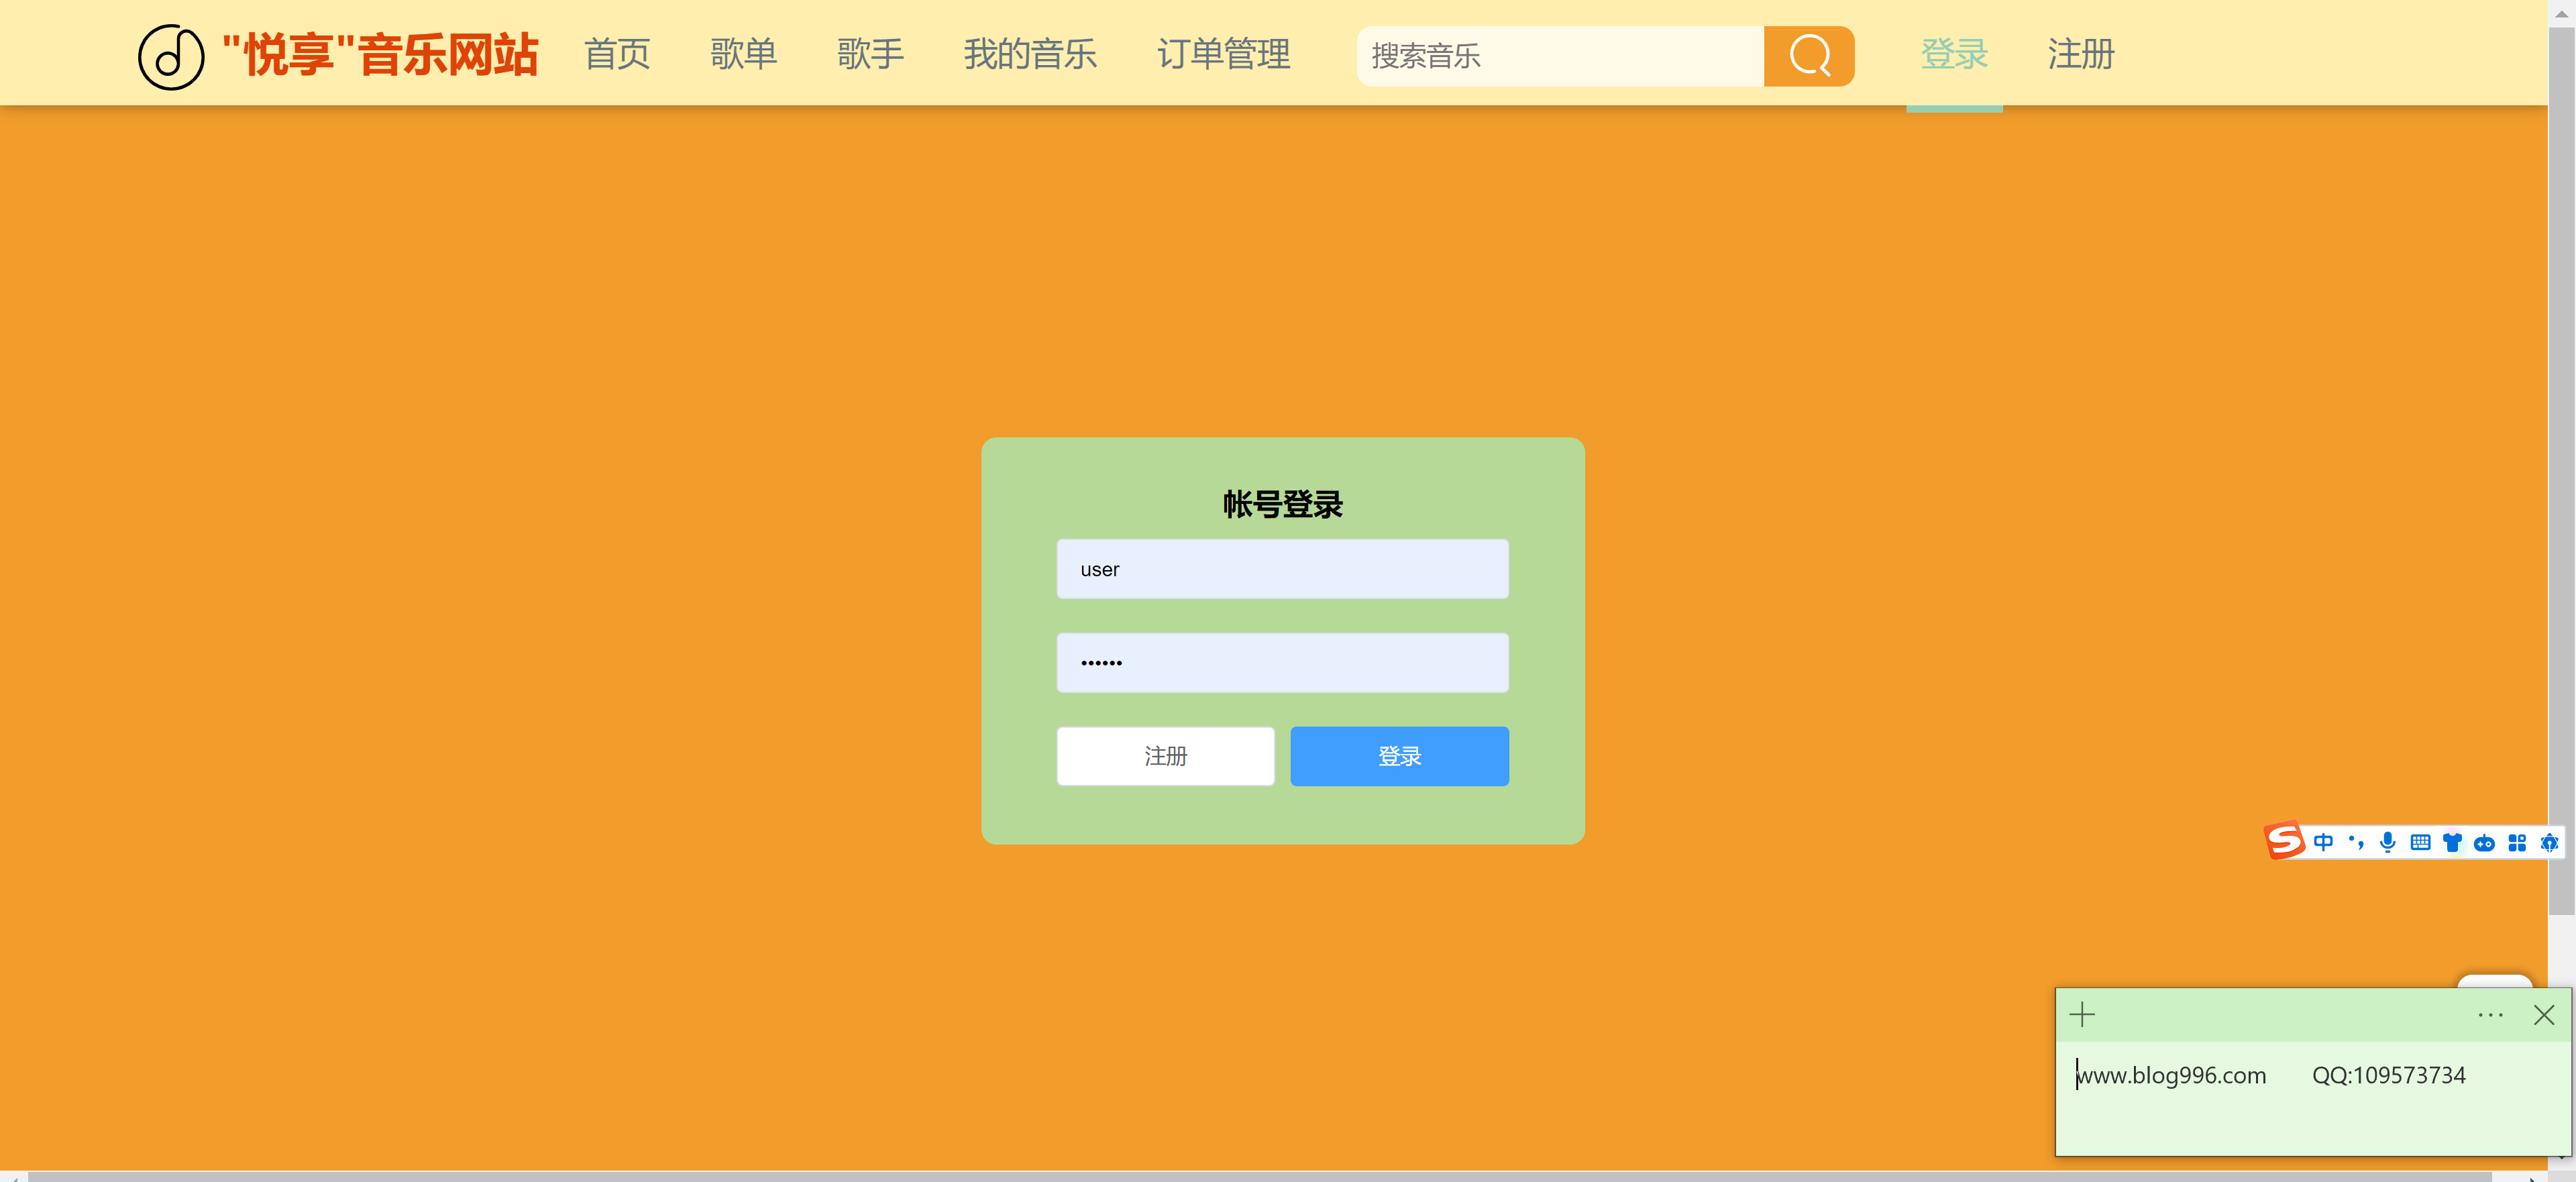 "悦享"音乐网站 首页 歌单 歌手 我的音乐 订单管理 搜索音乐 登录 注册
帐号登录
user
••••••
注册 登录
中
www.blog996.com QQ:109573734